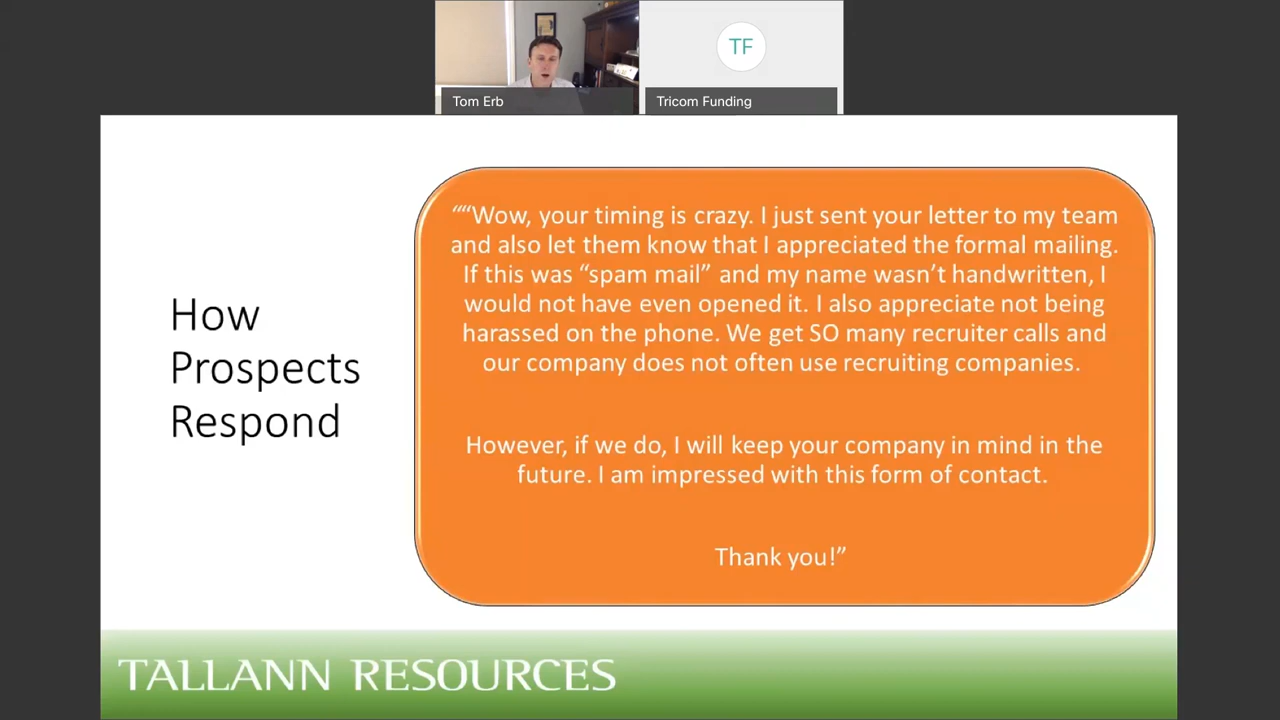 TF
Tom Erb
Tricom Funding
How
Prospects
Respond
““Wow, your timing is crazy. I just sent your letter to my team
and also let them know that I appreciated the formal mailing.
If this was “spam mail” and my name wasn’t handwritten, I
would not have even opened it. I also appreciate not being
harassed on the phone. We get SO many recruiter calls and
our company does not often use recruiting companies.
However, if we do, I will keep your company in mind in the
future. I am impressed with this form of contact.
Thank you!”
TALLANN RESOURCES